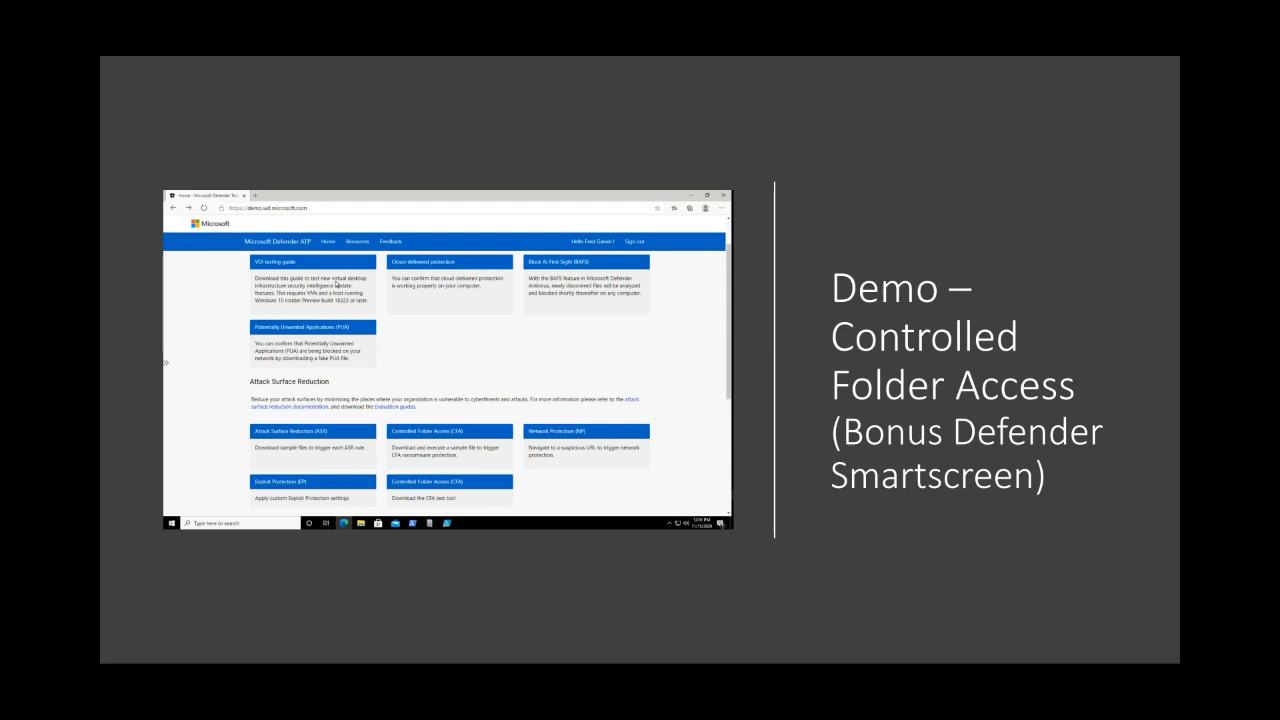 Home - Microsoft Defender Tes
https://demo.wd.microsoft.com
Microsoft
Microsoft Defender ATP Home Resources Feedback Hello Fred Garvin ! Sign out
VDI testing guide
Download this guide to test new virtual desktop
infrastructure security intelligence update
features. This requires VMs and a host running
Windows 10 Insider Preview build 18323 or later.
Cloud-delivered protection
You can confirm that cloud-delivered protection
is working properly on your computer.
Block At First Sight (BAFS)
With the BAFS feature in Microsoft Defender
Antivirus, newly discovered files will be analyzed
and blocked shortly thereafter on any computer.
Potentially Unwanted Applications (PUA)
You can confirm that Potentially Unwanted
Applications (PUA) are being blocked on your
network by downloading a fake PUA file.
Attack Surface Reduction
Reduce your attack surfaces by minimizing the places where your organization is vulnerable to cyberthreats and attacks. For more information please refer to the attack
surface reduction documentation, and download the Evaluation guides.
Attack Surface Reduction (ASR)
Download sample files to trigger each ASR rule.
Controlled Folder Access (CFA)
Download and execute a sample file to trigger
CFA ransomware protection.
Network Protection (NP)
Navigate to a suspicious URL to trigger network
protection.
Exploit Protection (EP)
Apply custom Exploit Protection settings
Controlled Folder Access (CFA)
Download the CFA test tool
Type here to search
11/15/2020
Demo –
Controlled
Folder Access
(Bonus Defender
Smartscreen)